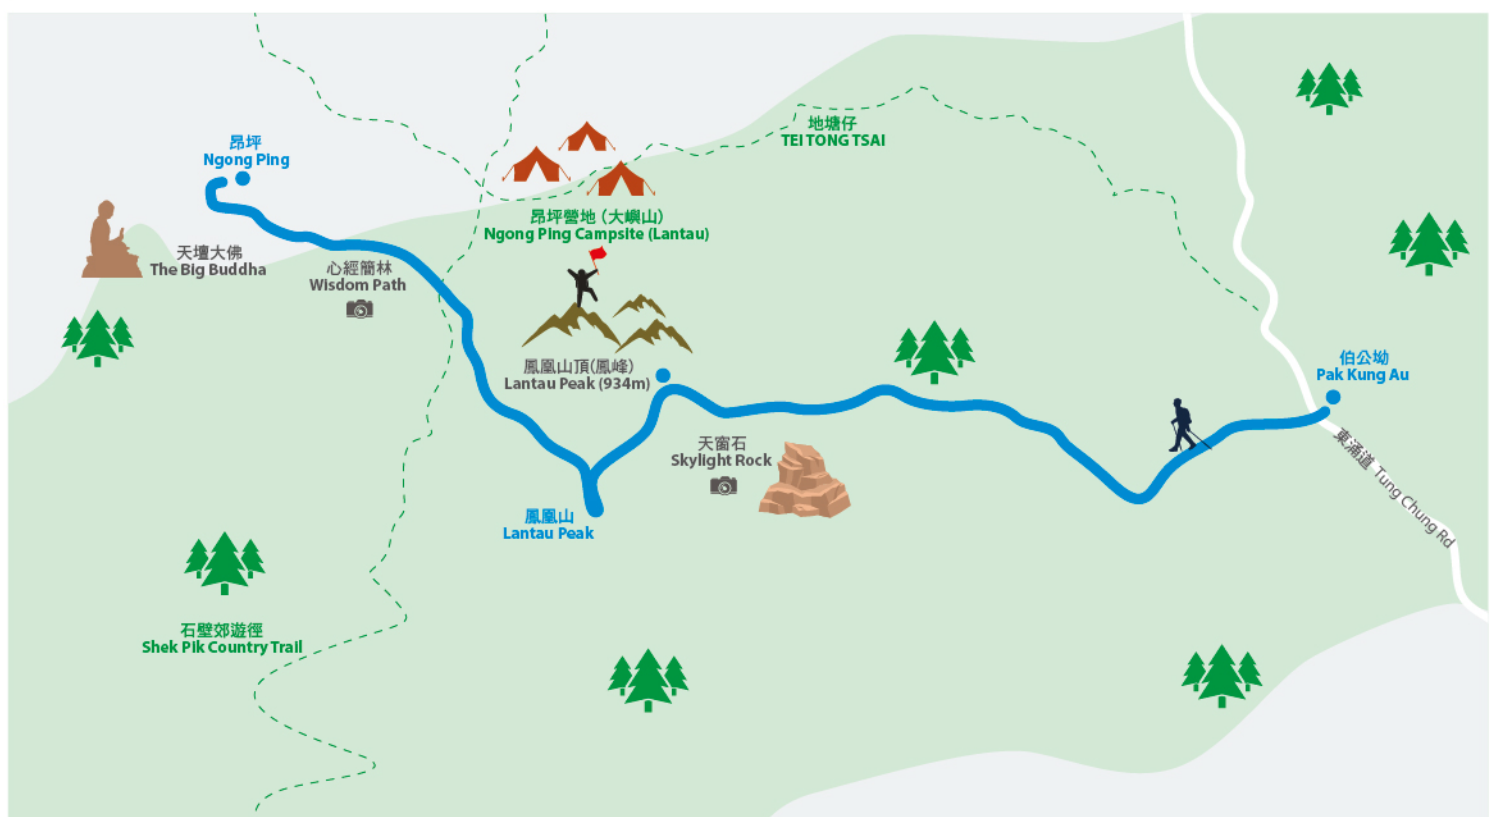 地塘仔
TEI TONG TSAI
昂坪
Ngong Ping
昂坪營地（大嶼山）
Ngong Ping Campsite (Lantau)
天壇大佛
The Big Buddha
心經簡林
Wisdom Path
鳳凰山頂(鳳峰)
Lantau Peak (934m)
伯公坳
Pak Kung Au
天窗石
Skylight Rock
東涌道 Tung Chung Rd
鳳凰山
Lantau Peak
石壁郊遊徑
Shek Pik Country Trail